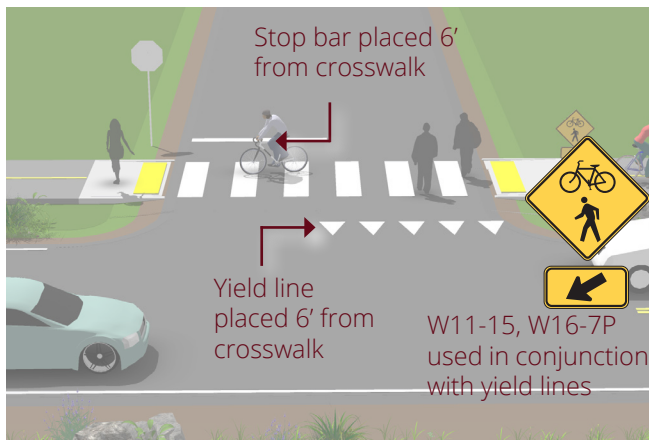 Stop bar placed 6’
from crosswalk
Yield line
placed 6’ from
crosswalk
W11-15, W16-7P
used in conjunction
with yield lines